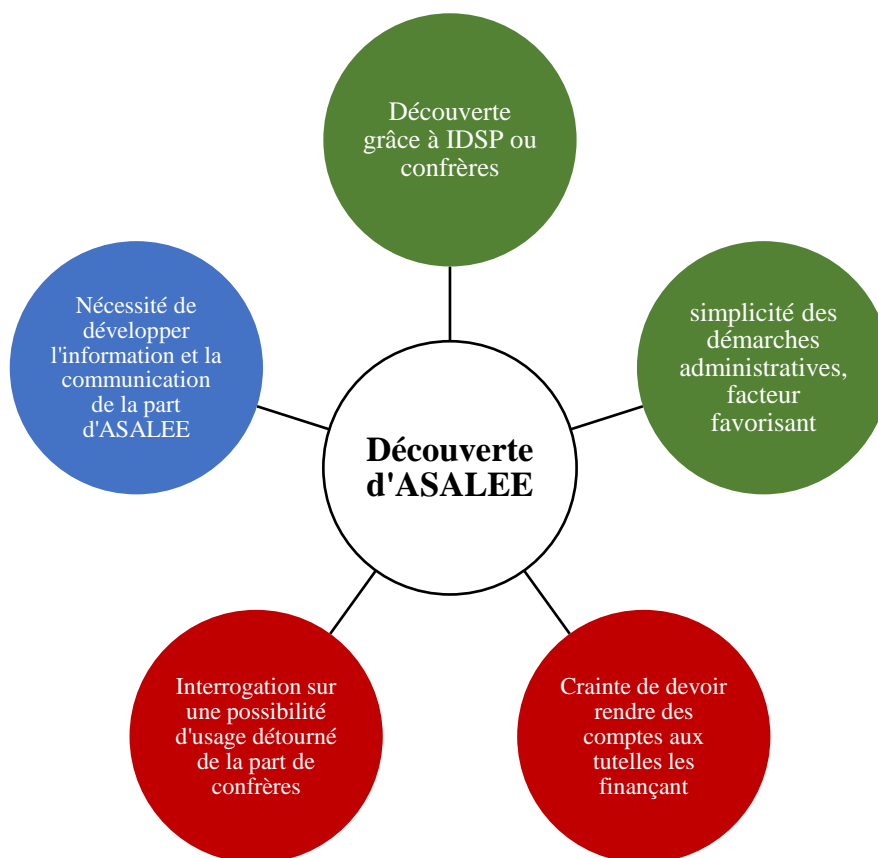 Découverte
grâce à IDSP ou
confrères
Nécessité de
développer
l'information et la
communication
de la part
d'ASALEE
simplicité des
démarches
administratives,
facteur
favorisant
Découverte
d'ASALEE
Interrogation sur
une possibilité
d'usage détourné
de la part de
confrères
Crainte de devoir
rendre des
comptes aux
tutelles les
finançant